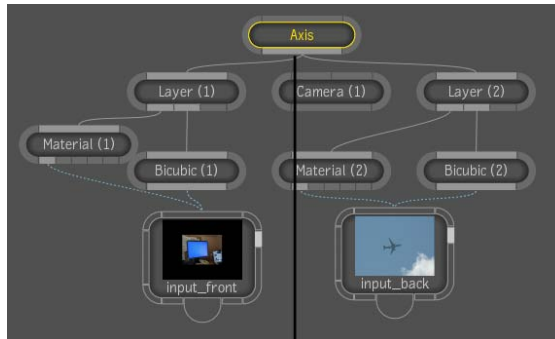 Axis
Layer (1)
Camera (1)
Layer (2)
Material (1)
Bicubic (1)
Material (2)
Bicubic (2)
input_front
input_back